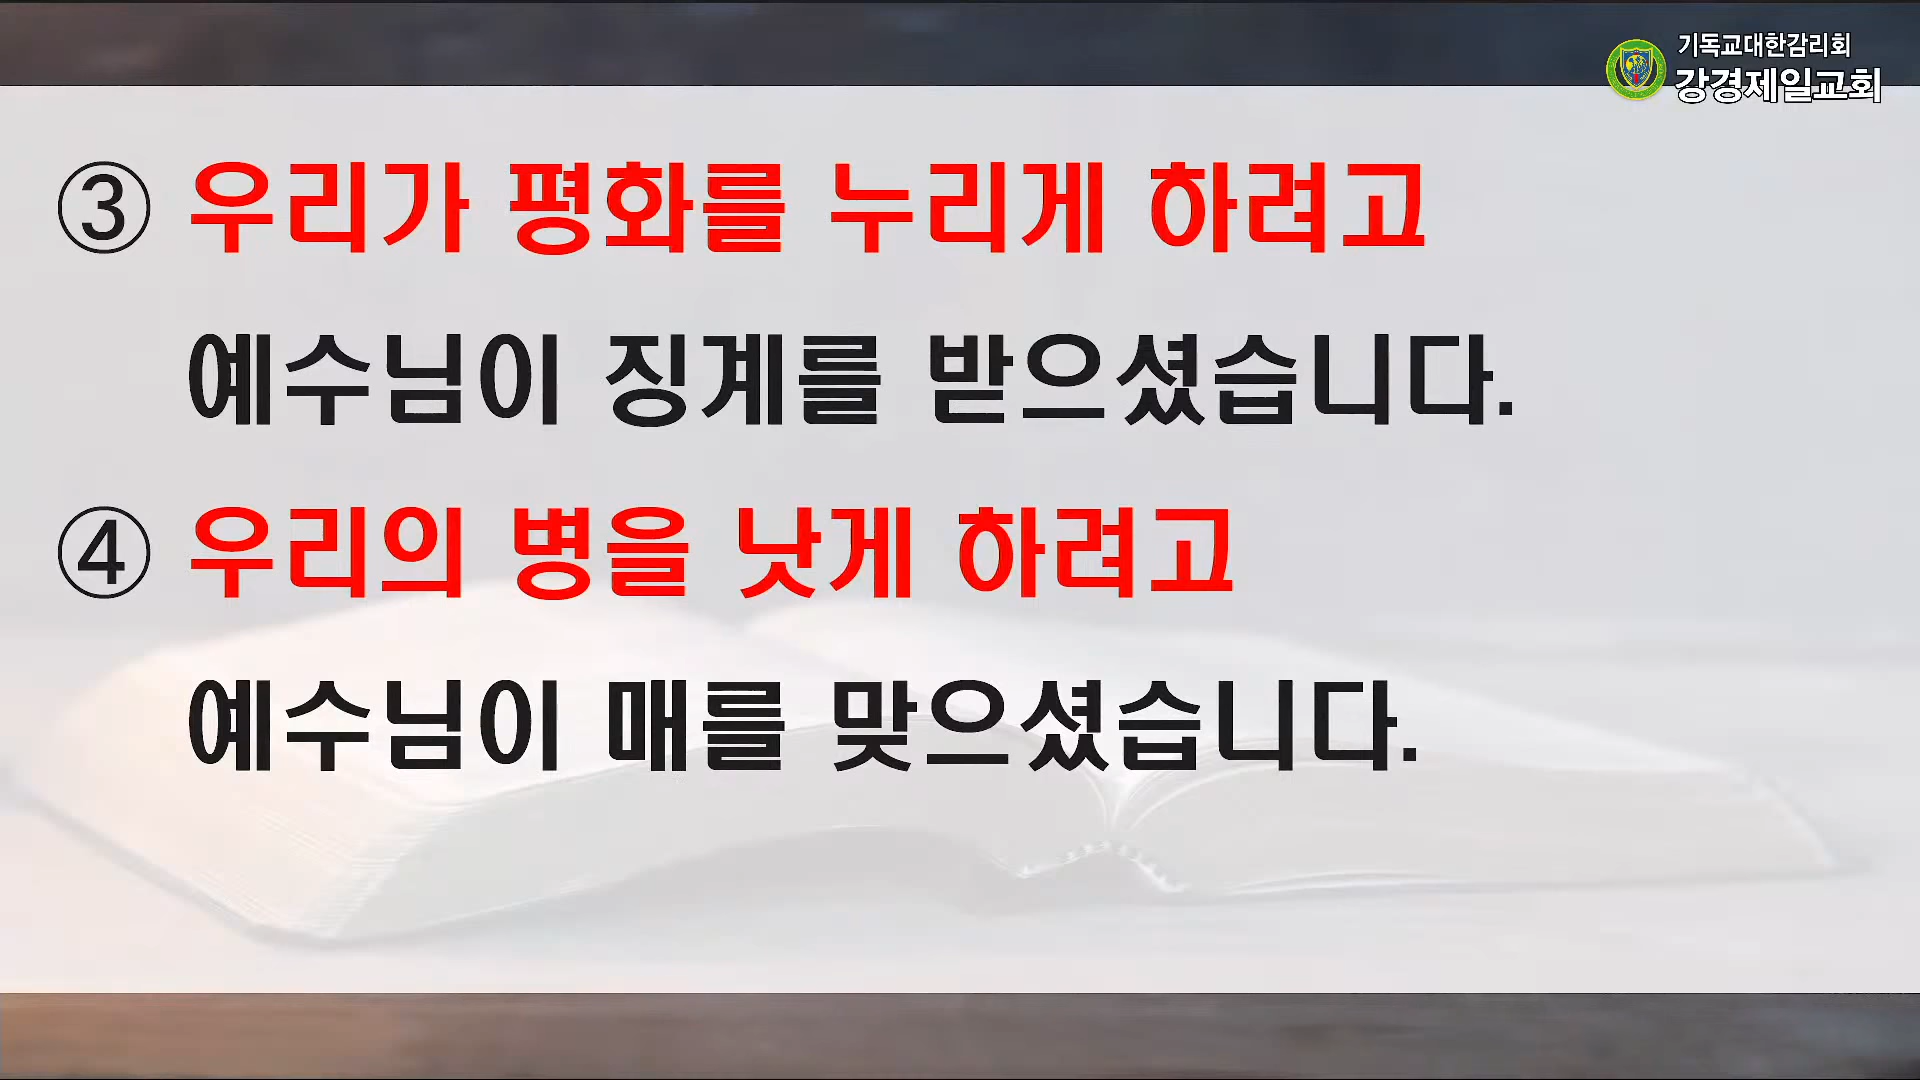 기독교대한감리회
강경제일교회
③ 우리가 평화를 누리게 하려고
예수님이 징계를 받으셨습니다.
④ 우리의 병을 낫게 하려고
예수님이 매를 맞으셨습니다.